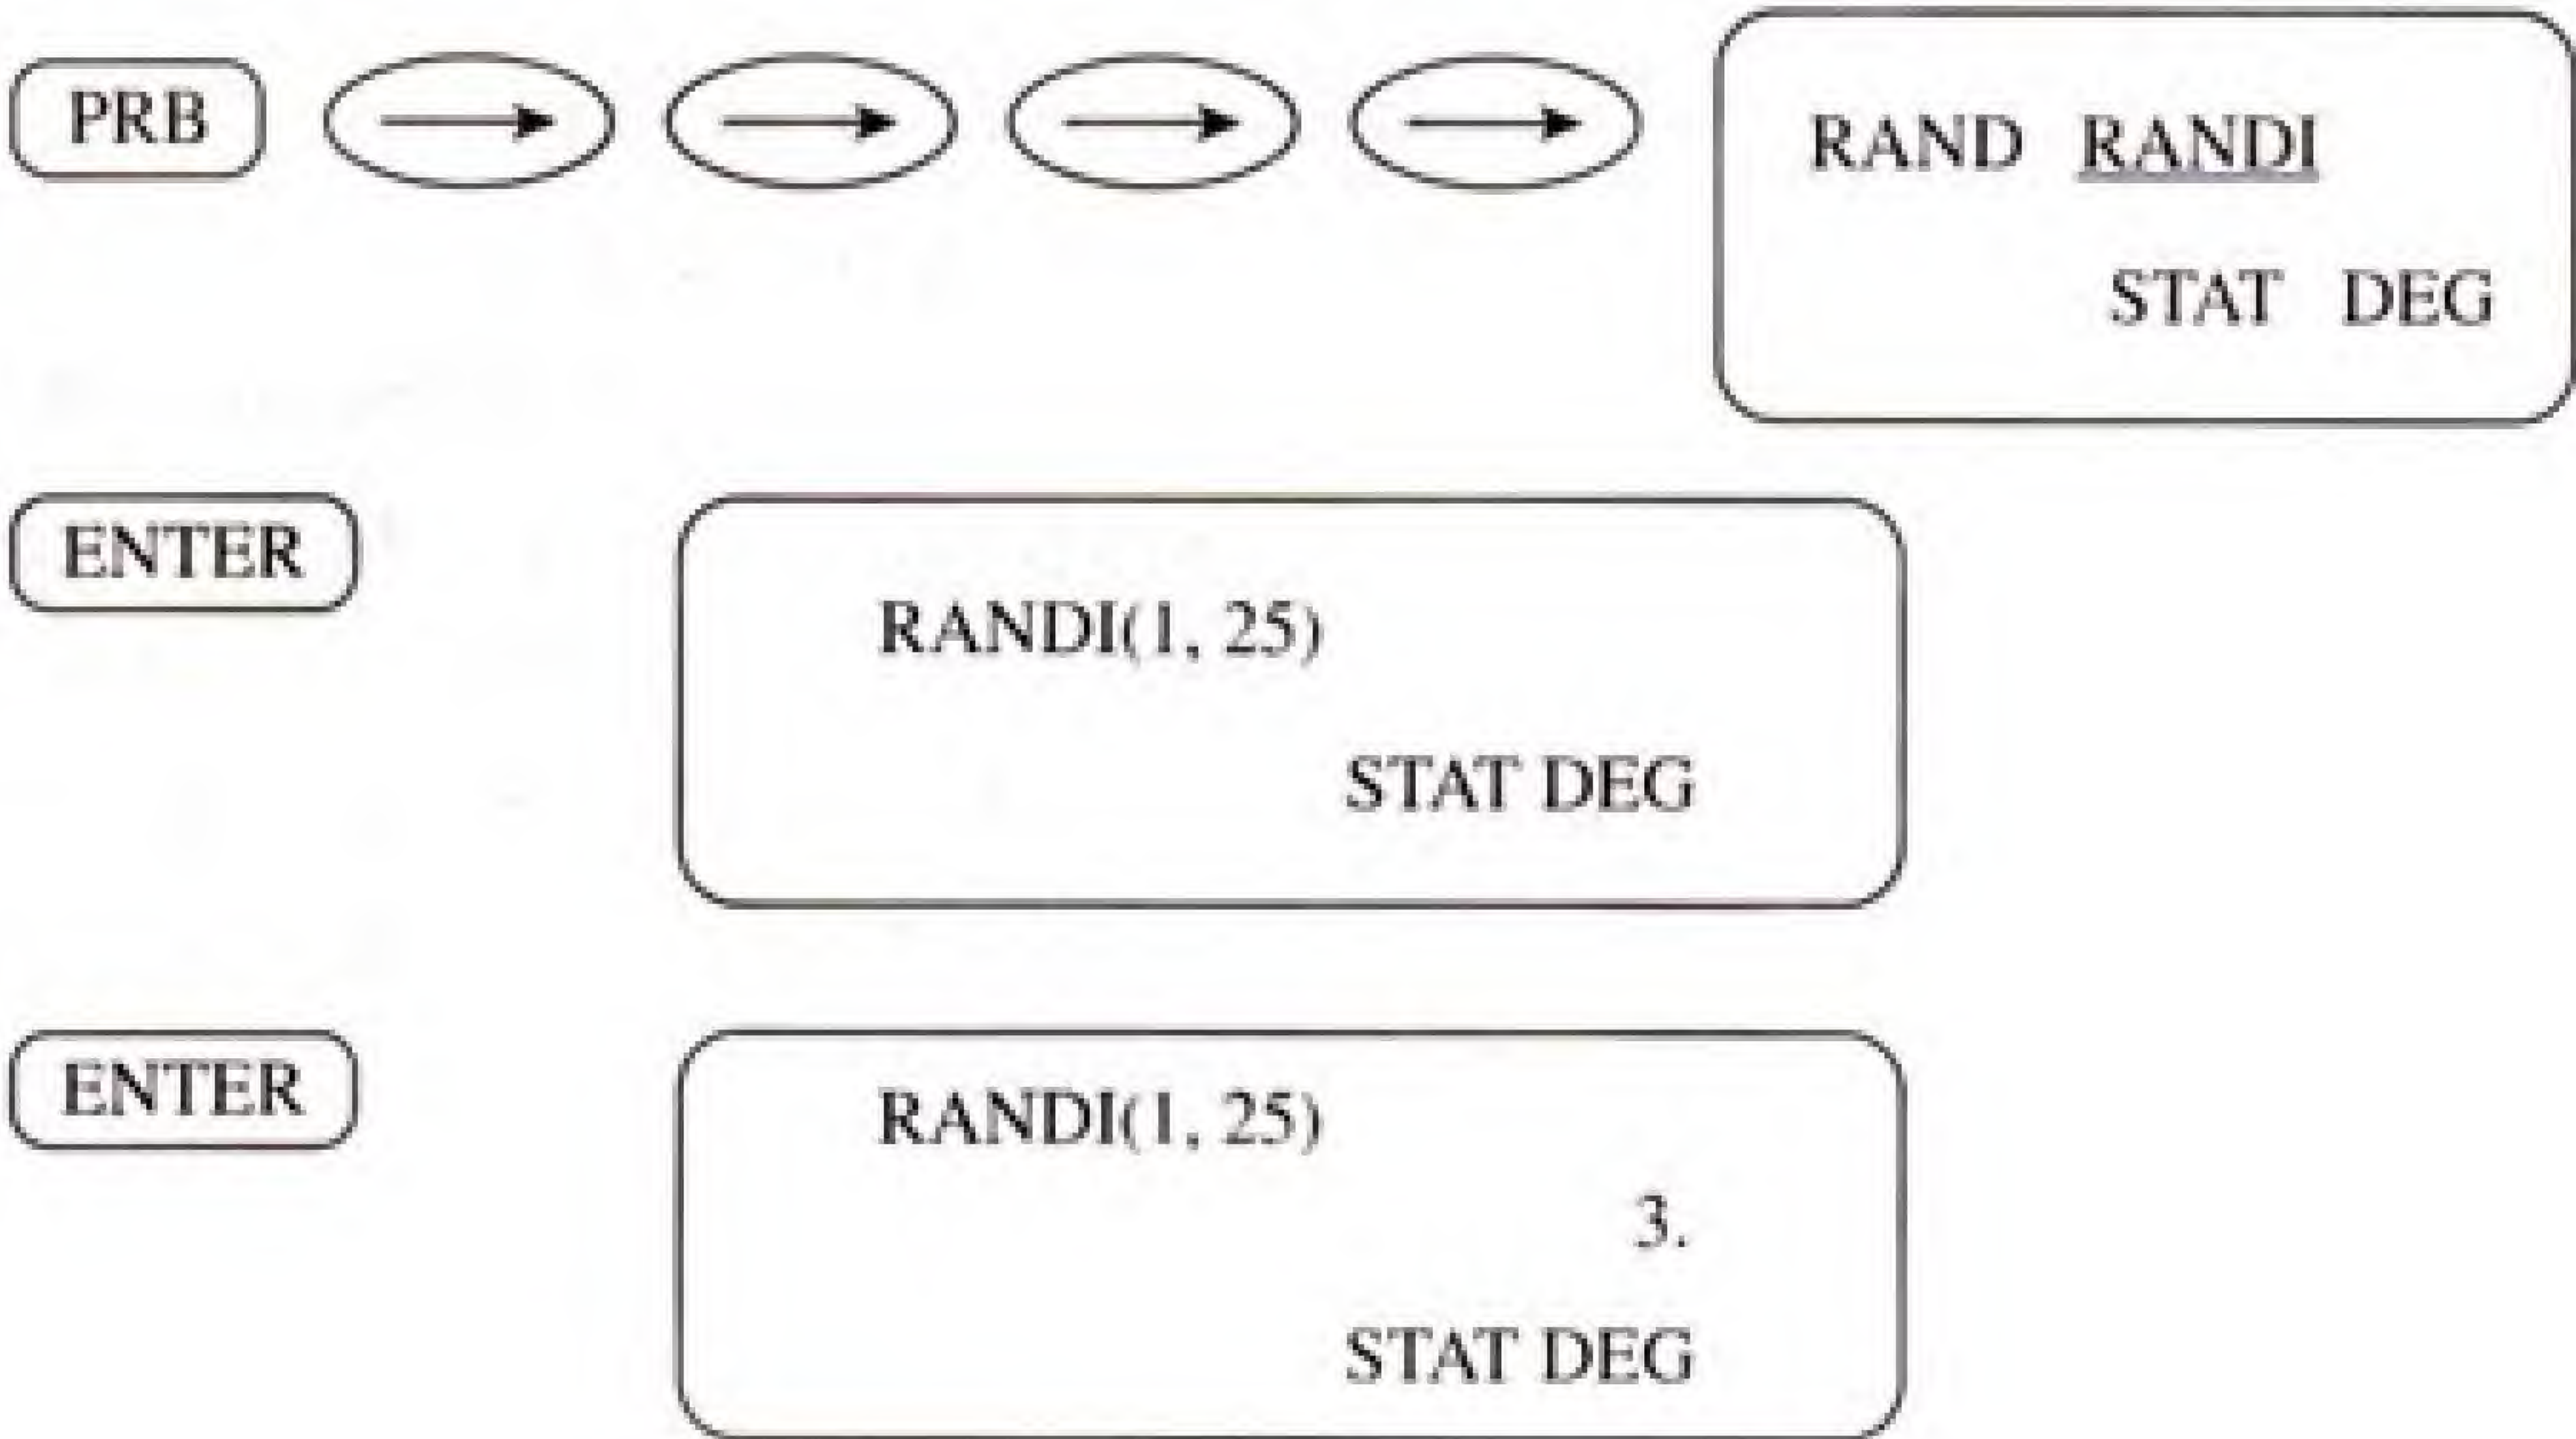 PRB
RAND RANDI
STAT DEG
ENTER
RANDI(1, 25)
STAT DEG
ENTER
RANDI(1, 25)
3.
STAT DEG